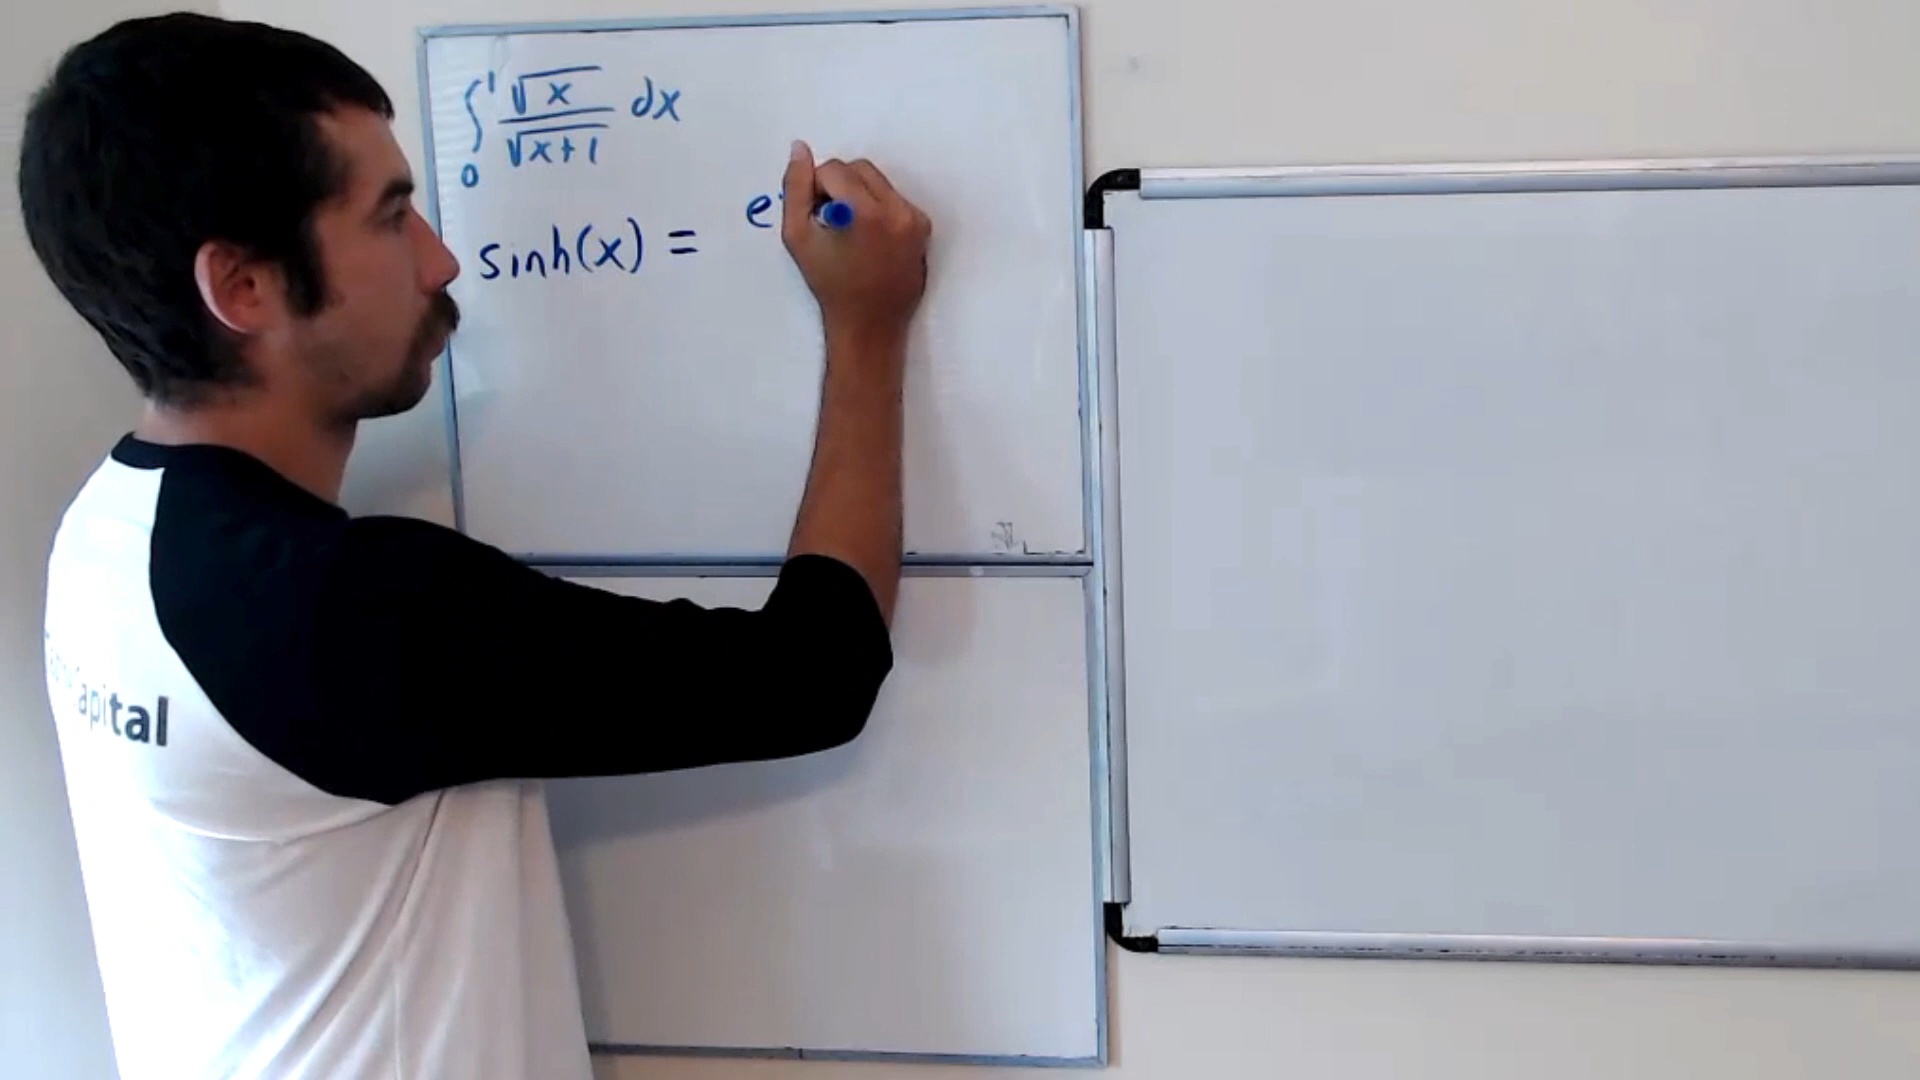 ∫₀¹ √x / √(x+1) dx
sinh(x) = e
apital